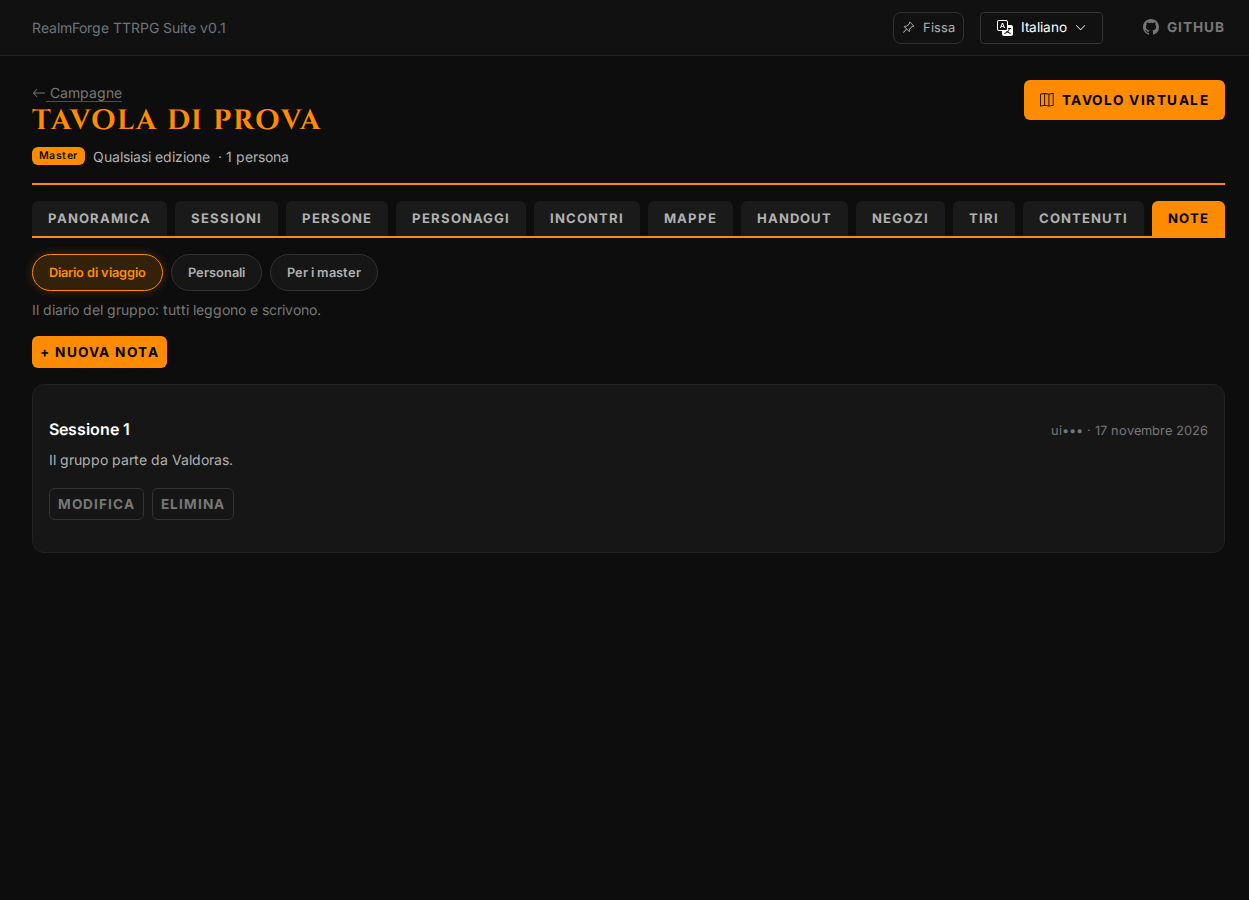 RealmForge TTRPG Suite v0.1
Fissa
Italiano
GITHUB
← Campagne
TAVOLA DI PROVA
TAVOLO VIRTUALE
Master Qualsiasi edizione · 1 persona
PANORAMICA SESSIONI PERSONE PERSONAGGI INCONTRI MAPPE HANDOUT NEGOZI TIRI CONTENUTI NOTE
Diario di viaggio Personali Per i master
Il diario del gruppo: tutti leggono e scrivono.
+ NUOVA NOTA
Sessione 1
ui••• · 17 novembre 2026
Il gruppo parte da Valdoras.
MODIFICA ELIMINA